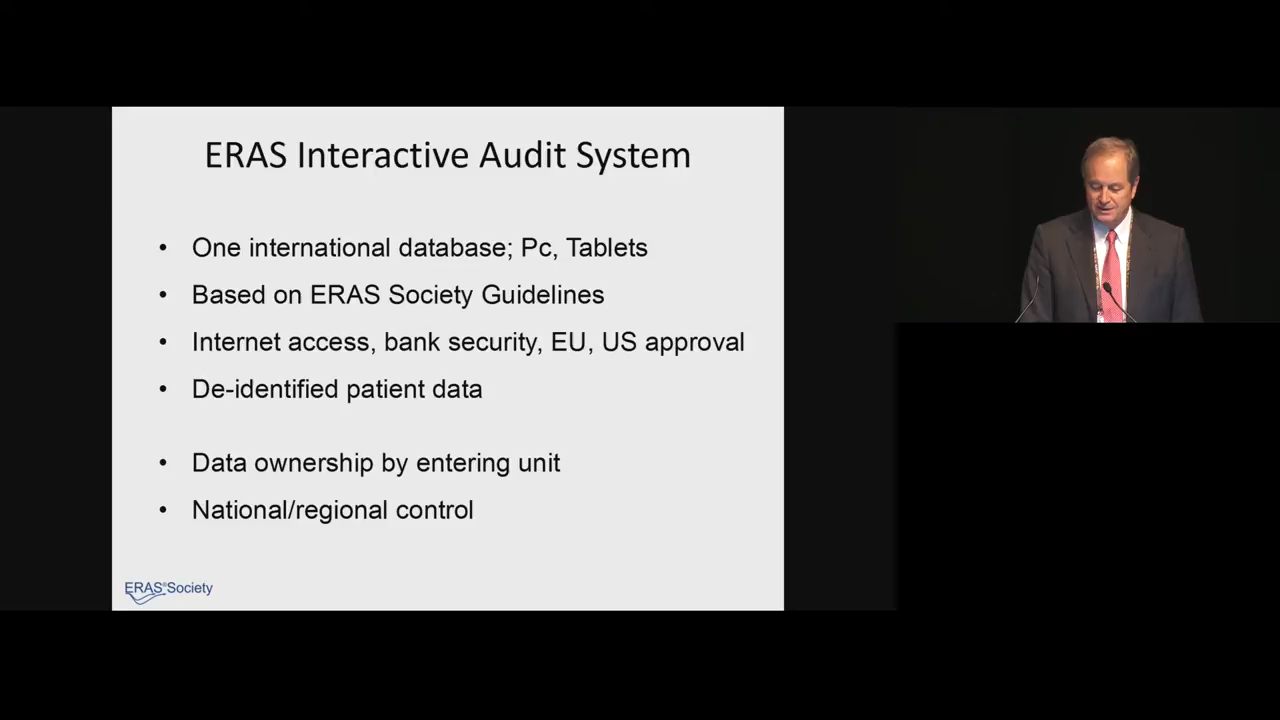 ERAS Interactive Audit System
• One international database; Pc, Tablets
• Based on ERAS Society Guidelines
• Internet access, bank security, EU, US approval
• De-identified patient data
• Data ownership by entering unit
• National/regional control
ERAS®Society